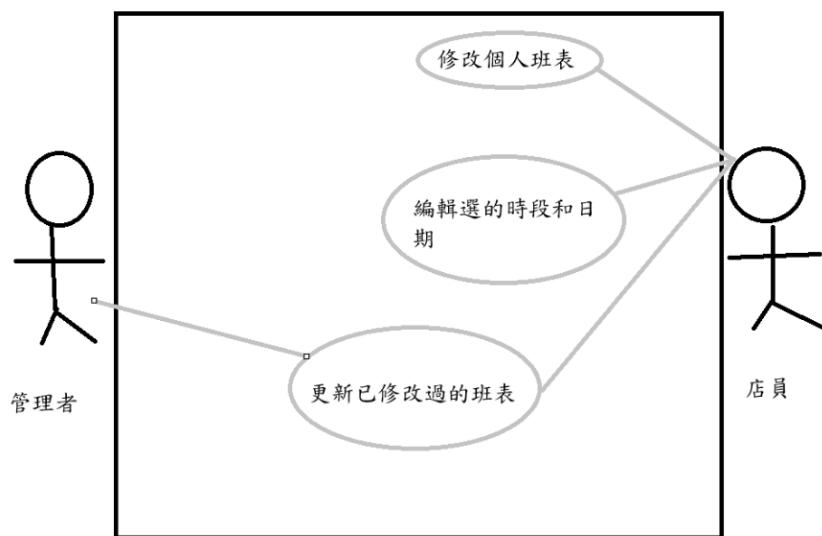 修改個人班表
編輯選的時段和日
期
更新已修改過的班表
管理者
店員